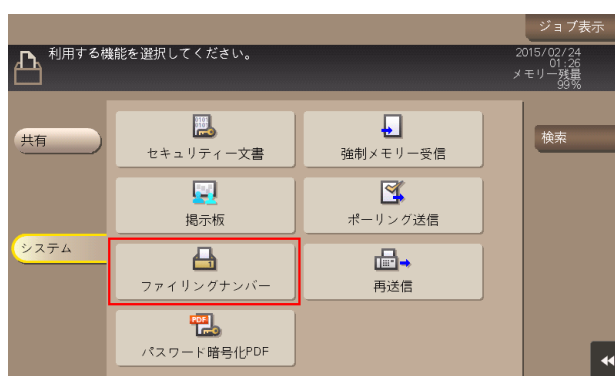 ジョブ表示
利用する機能を選択してください。
2015/02/24
01:26
メモリー残量
99%
共有
セキュリティー文書
強制メモリー受信
検索
掲示板
ポーリング送信
システム
ファイリングナンバー
再送信
PDF
パスワード暗号化PDF